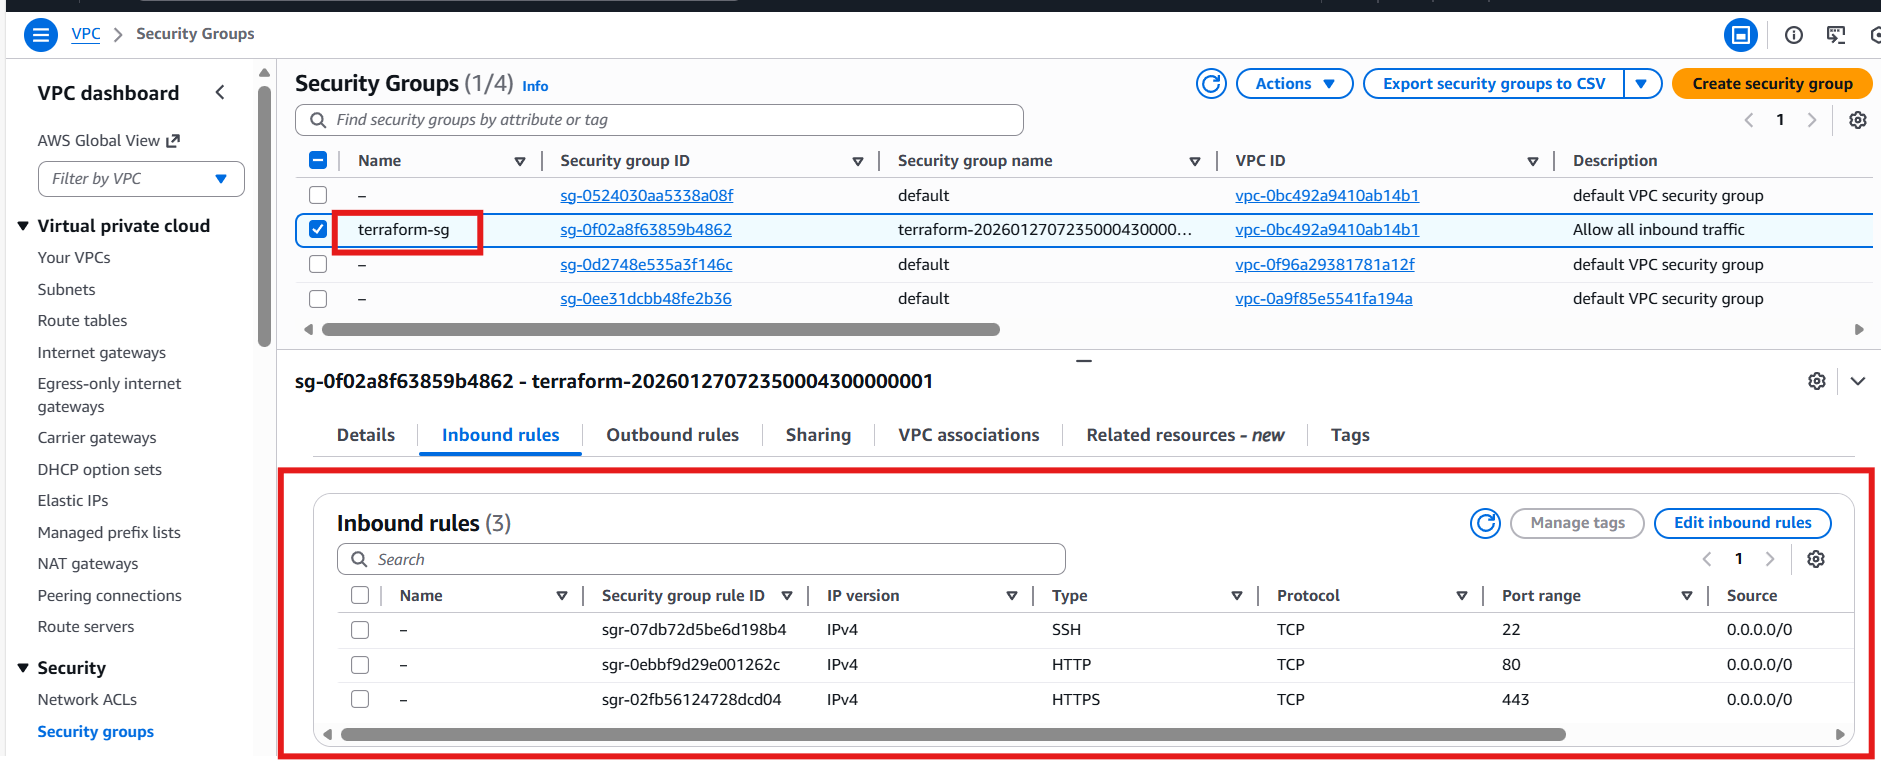 VPC > Security Groups
VPC dashboard
AWS Global View
Filter by VPC
Virtual private cloud
Your VPCs
Subnets
Route tables
Internet gateways
Egress-only internet
gateways
Carrier gateways
DHCP option sets
Elastic IPs
Managed prefix lists
NAT gateways
Peering connections
Route servers
Security
Network ACLs
Security groups
Security Groups (1/4) Info
Actions Export security groups to CSV Create security group
Find security groups by attribute or tag
1
Name Security group ID Security group name VPC ID Description
– sg-0524030aa5338a08f default vpc-0bc492a9410ab14b1 default VPC security group
terraform-sg sg-0f02a8f63859b4862 terraform-2026012707235000430000... vpc-0bc492a9410ab14b1 Allow all inbound traffic
– sg-0d2748e535a3f146c default vpc-0f96a29381781a12f default VPC security group
– sg-0ee31dcbb48fe2b36 default vpc-0a9f85e5541fa194a default VPC security group
sg-0f02a8f63859b4862 - terraform-20260127072350004300000001
Details Inbound rules Outbound rules Sharing VPC associations Related resources - new Tags
Inbound rules (3)
Manage tags Edit inbound rules
Search
1
Name Security group rule ID IP version Type Protocol Port range Source
– sgr-07db72d5be6d198b4 IPv4 SSH TCP 22 0.0.0.0/0
– sgr-0ebbf9d29e001262c IPv4 HTTP TCP 80 0.0.0.0/0
– sgr-02fb56124728dcd04 IPv4 HTTPS TCP 443 0.0.0.0/0